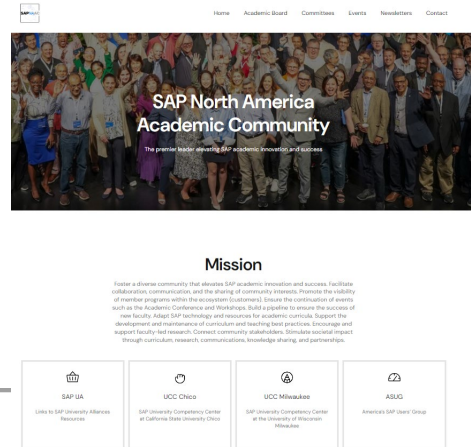 SAP
Home Academic Board Committees Events Newsletters Contact
SAP North America
Academic Community
The premier leader elevating SAP academic innovation and success
Mission
Foster a diverse community that elevates SAP academic innovation and success. Facilitate
collaboration, communication, and the sharing of community interests. Promote the visibility
of member programs within the ecosystem (customers). Ensure the continuation of events
such as the Academic Conference and Workshops. Build a pipeline to ensure the success of
new faculty. Adapt SAP technology and resources for academic curricula. Support the
development and maintenance of curriculum and teaching best practices. Encourage and
support faculty-led research. Connect community stakeholders. Stimulate societal impact
through curriculum, research, communications, knowledge sharing, and partnerships.
SAP UA
Links to SAP University Alliances
Resources
UCC Chico
SAP University Competency Center
at California State University Chico
UCC Milwaukee
SAP University Competency Center
at the University of Wisconsin
Milwaukee
ASUG
America's SAP Users' Group